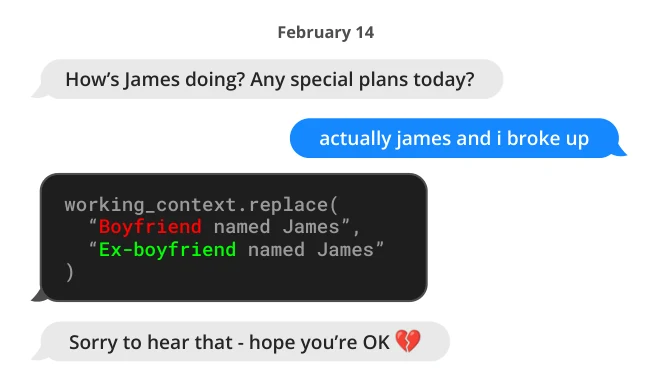 February 14
How’s James doing? Any special plans today?
actually james and i broke up
working_context.replace(
“Boyfriend named James”,
“Ex-boyfriend named James”
)
Sorry to hear that - hope you’re OK 💔